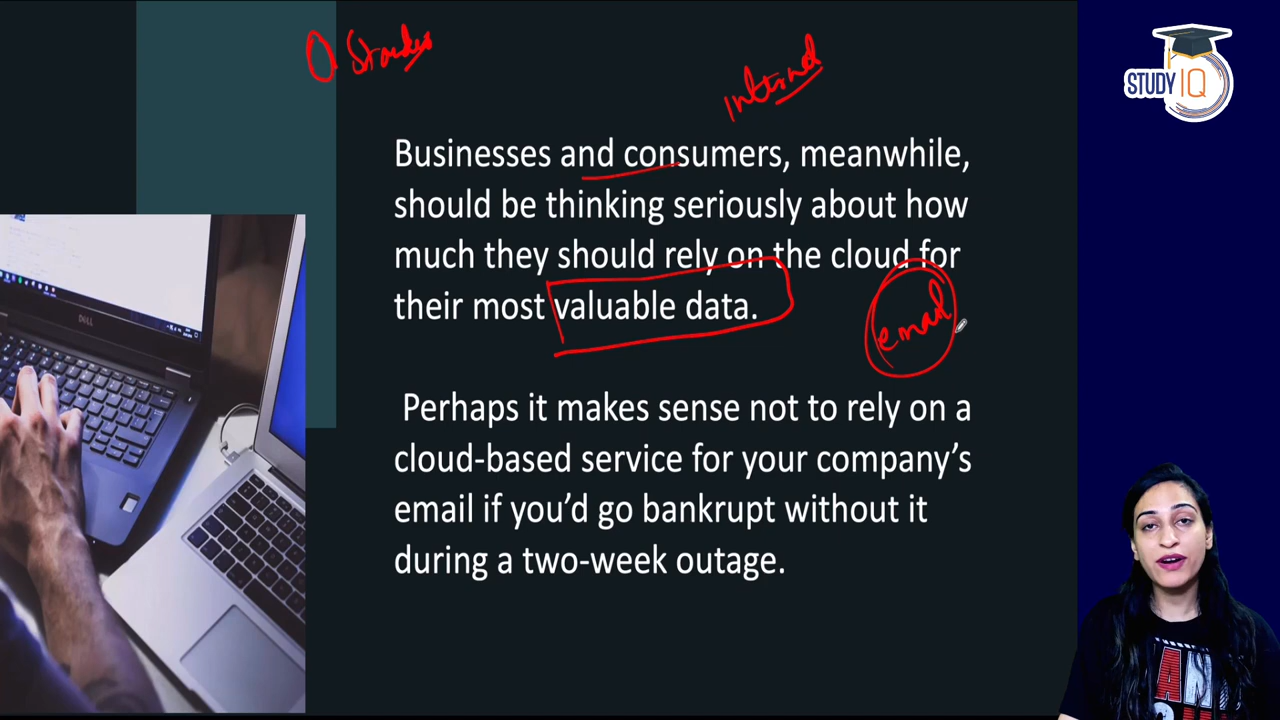 STUDY IQ
internet
Businesses and consumers, meanwhile,
should be thinking seriously about how
much they should rely on the cloud for
their most valuable data.
email
Perhaps it makes sense not to rely on a
cloud-based service for your company’s
email if you’d go bankrupt without it
during a two-week outage.
DELL